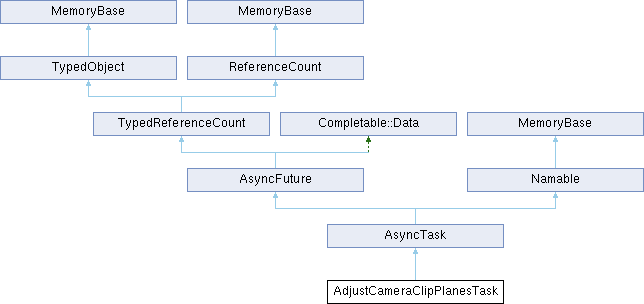 MemoryBase
MemoryBase
TypedObject
ReferenceCount
TypedReferenceCount
Completable::Data
MemoryBase
AsyncFuture
Namable
AsyncTask
AdjustCameraClipPlanesTask